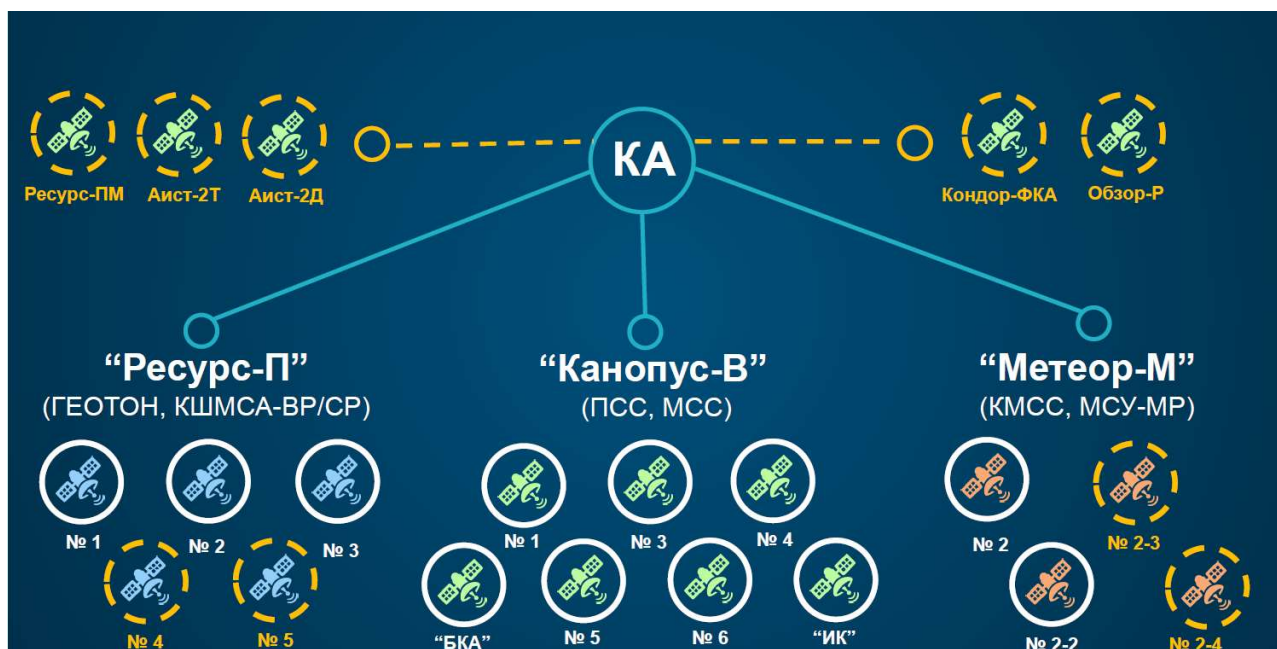 КА
Ресурс-ПМ
Аист-2Т
Аист-2Д
Кондор-ФКА
Обзор-Р
“Ресурс-П”
(ГЕОТОН, КШМСА-ВР/СР)
№ 1
№ 2
№ 3
№ 4
№ 5
“Канопус-В”
(ПСС, МСС)
№ 1
№ 3
№ 4
“БКА”
№ 5
№ 6
“ИК”
“Метеор-М”
(КМСС, МСУ-МР)
№ 2
№ 2-3
№ 2-2
№ 2-4